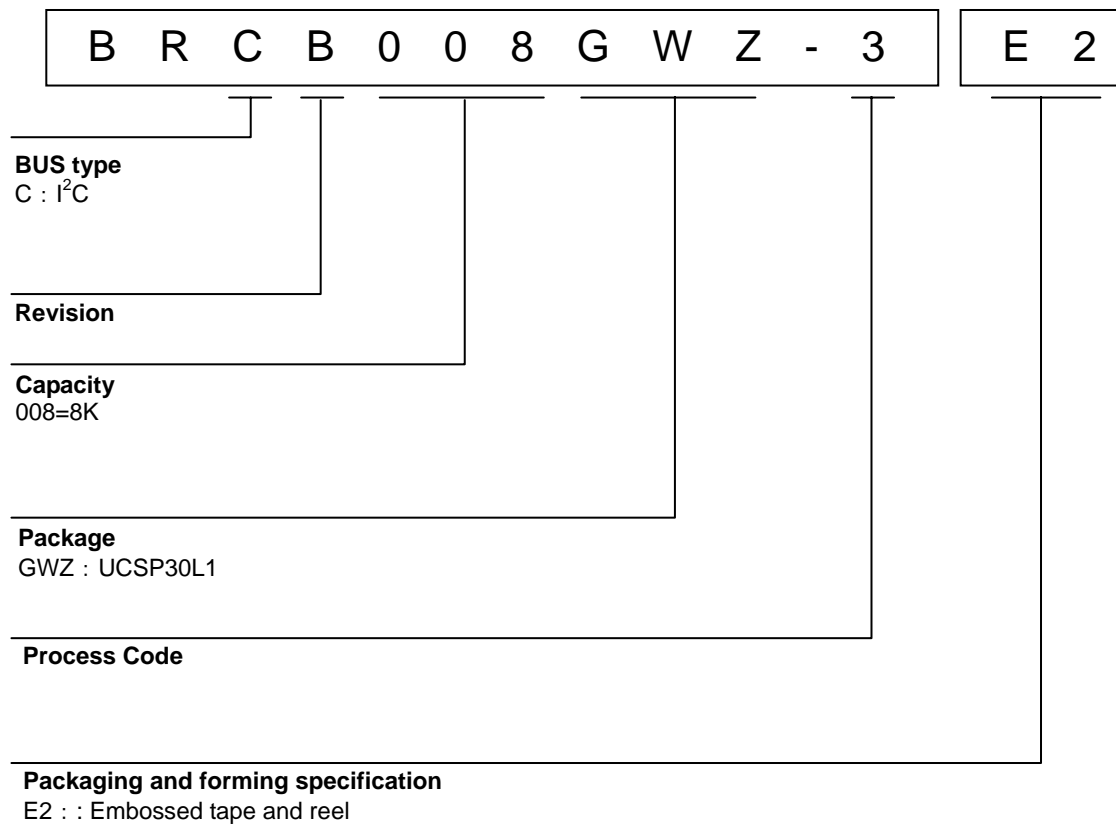 B R C B 0 0 8 G W Z - 3 E 2
BUS type
C : I²C
Revision
Capacity
008=8K
Package
GWZ : UCSP30L1
Process Code
Packaging and forming specification
E2 : : Embossed tape and reel